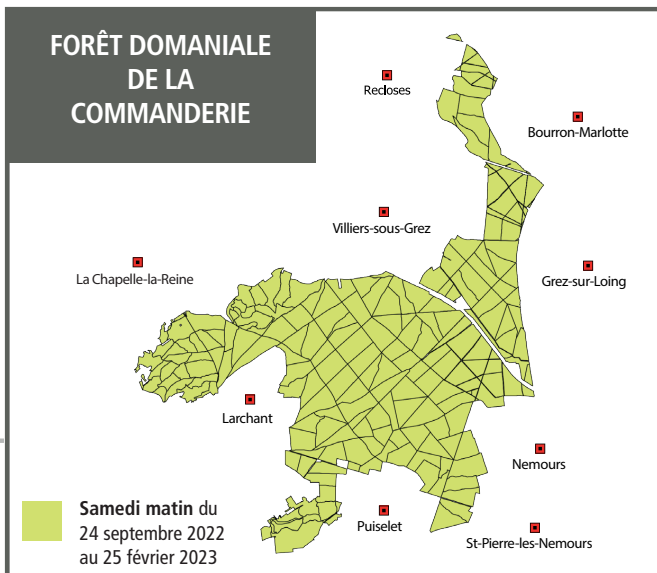 FORÊT DOMANIALE
DE LA
COMMANDERIE
Recloses
Bourron-Marlotte
Villiers-sous-Grez
La Chapelle-la-Reine
Grez-sur-Loing
Larchant
Nemours
Puiselet
St-Pierre-les-Nemours
Samedi matin du
24 septembre 2022
au 25 février 2023